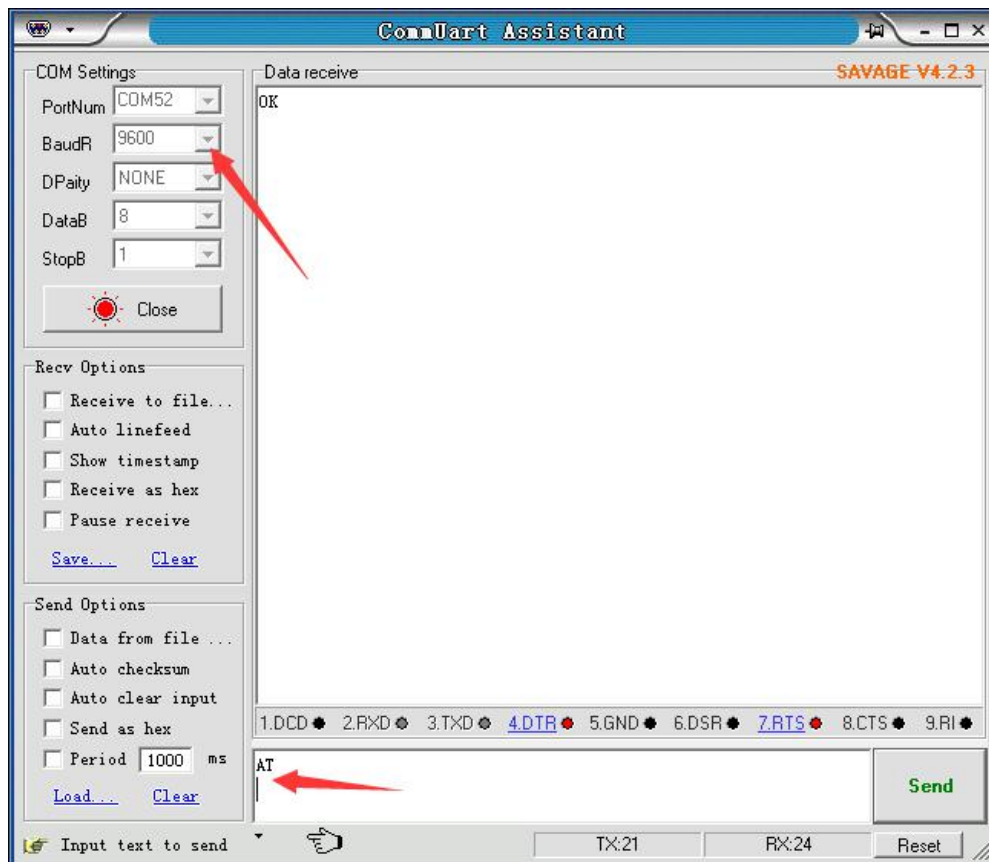 CommUart Assistant
COM Settings
PortNum COM52
BaudR 9600
DPaity NONE
DataB 8
StopB 1
Close
Recv Options
Receive to file...
Auto linefeed
Show timestamp
Receive as hex
Pause receive
Save... Clear
Send Options
Data from file ...
Auto checksum
Auto clear input
Send as hex
Period 1000 ms
Load... Clear
Data receive SAVAGE V4.2.3
OK
1.DCD 2.RXD 3.TXD 4.DTR 5.GND 6.DSR 7.RTS 8.CTS 9.RI
AT
Send
Input text to send TX:21 RX:24 Reset